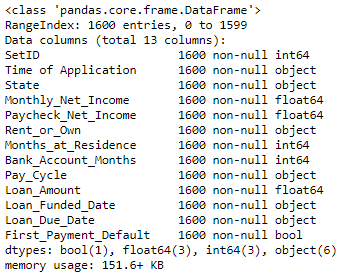 <class 'pandas.core.frame.DataFrame'>
RangeIndex: 1600 entries, 0 to 1599
Data columns (total 13 columns):
SetID                    1600 non-null int64
Time of Application      1600 non-null object
State                    1600 non-null object
Monthly_Net_Income       1600 non-null float64
Paycheck_Net_Income      1600 non-null float64
Rent_or_Own              1600 non-null object
Months_at_Residence      1600 non-null int64
Bank_Account_Months      1600 non-null int64
Pay_Cycle                1600 non-null object
Loan_Amount              1600 non-null float64
Loan_Funded_Date         1600 non-null object
Loan_Due_Date            1600 non-null object
First_Payment_Default    1600 non-null bool
dtypes: bool(1), float64(3), int64(3), object(6)
memory usage: 151.6+ KB